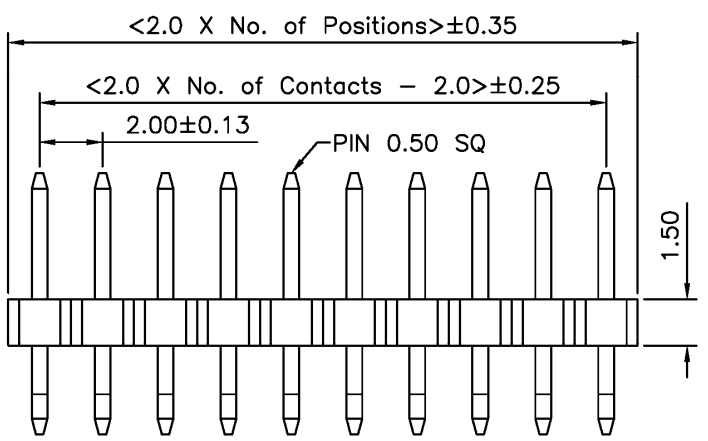 <2.0 X No. of Positions>±0.35
<2.0 X No. of Contacts - 2.0>±0.25
2.00±0.13
PIN 0.50 SQ
1.50